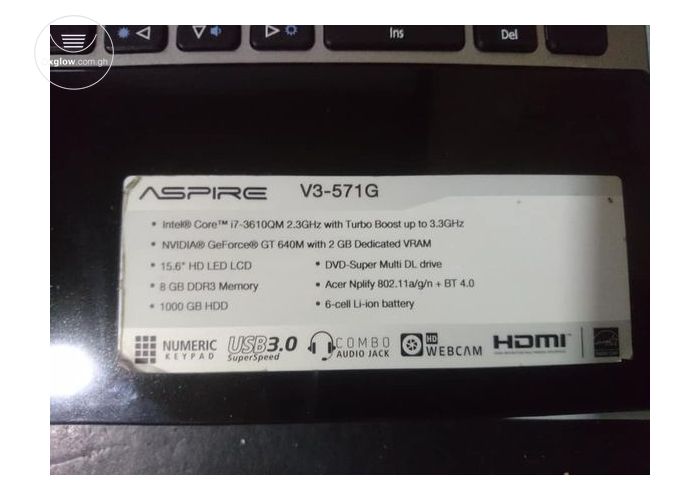 Ins
Del
ASPIRE V3-571G
• Intel® Core™ i7-3610QM 2.3GHz with Turbo Boost up to 3.3GHz
• NVIDIA® GeForce® GT 640M with 2 GB Dedicated VRAM
• 15.6" HD LED LCD • DVD-Super Multi DL drive
• 8 GB DDR3 Memory • Acer Nplify 802.11a/g/n + BT 4.0
• 1000 GB HDD • 6-cell Li-ion battery
NUMERIC KEYPAD
USB3.0 SuperSpeed
COMBO AUDIO JACK
HD WEBCAM
HDMI
glow.com.gh